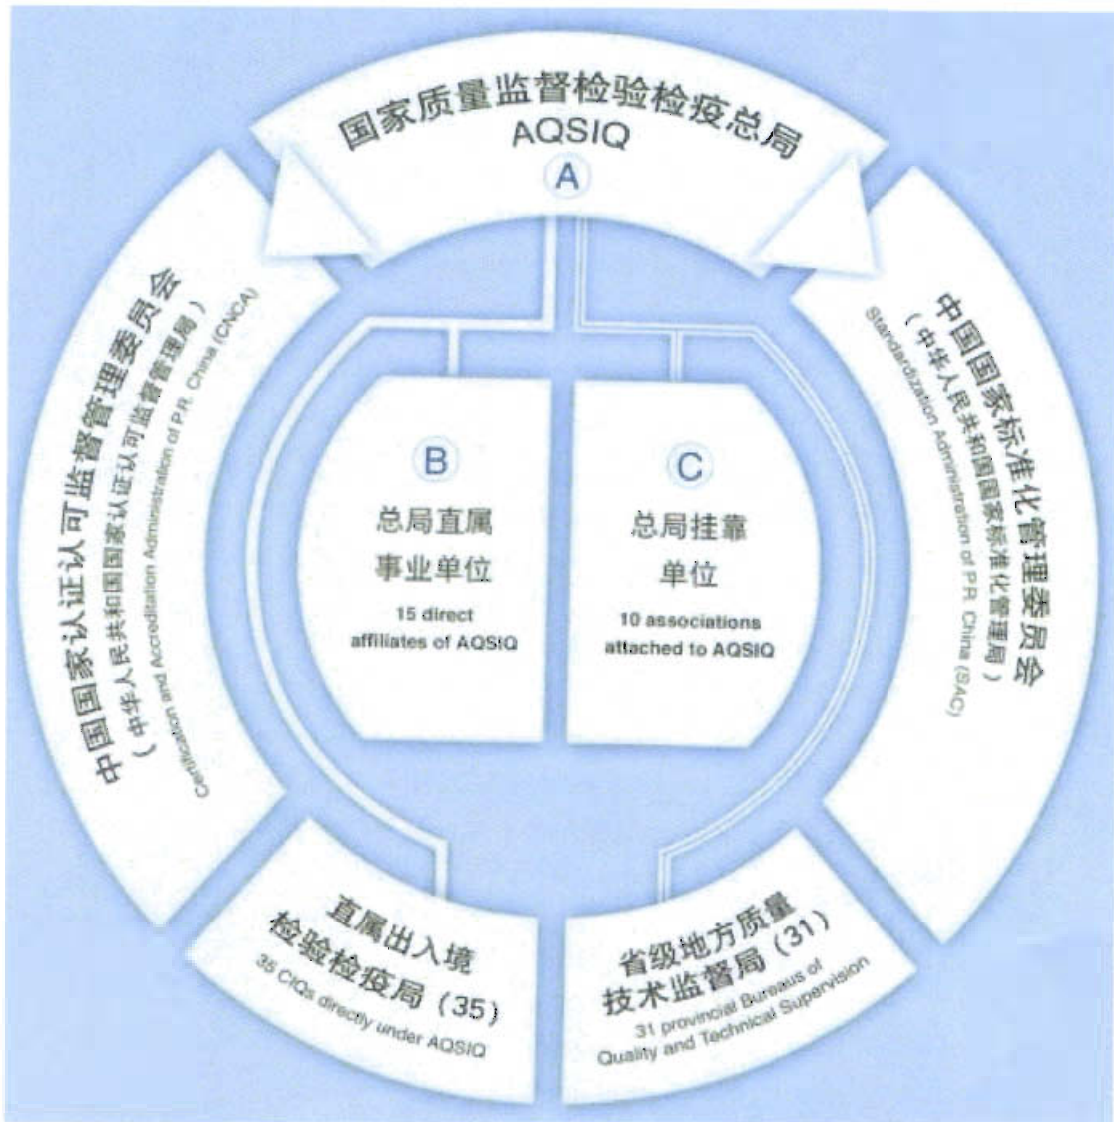 国家质量监督检验检疫总局
AQSIQ
A
中国国家认证认可监督管理委员会
(中华人民共和国国家认证认可监督管理局)
Certification and Accreditation Administration of P.R. China (CNCA)
中国国家标准化管理委员会
(中华人民共和国国家标准化管理局)
Standardization Administration of P.R. China (SAC)
B
总局直属
事业单位
15 direct
affiliates of AQSIQ
C
总局挂靠
单位
10 associations
attached to AQSIQ
直属出入境
检验检疫局(35)
35 CIQs directly under AQSIQ
省级地方质量
技术监督局(31)
31 provincial Bureaus of
Quality and Technical Supervision